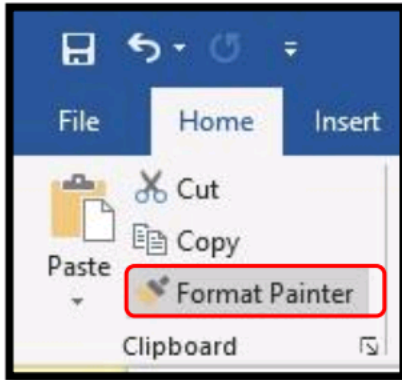 File Home Insert
Cut
Copy
Paste
Format Painter
Clipboard